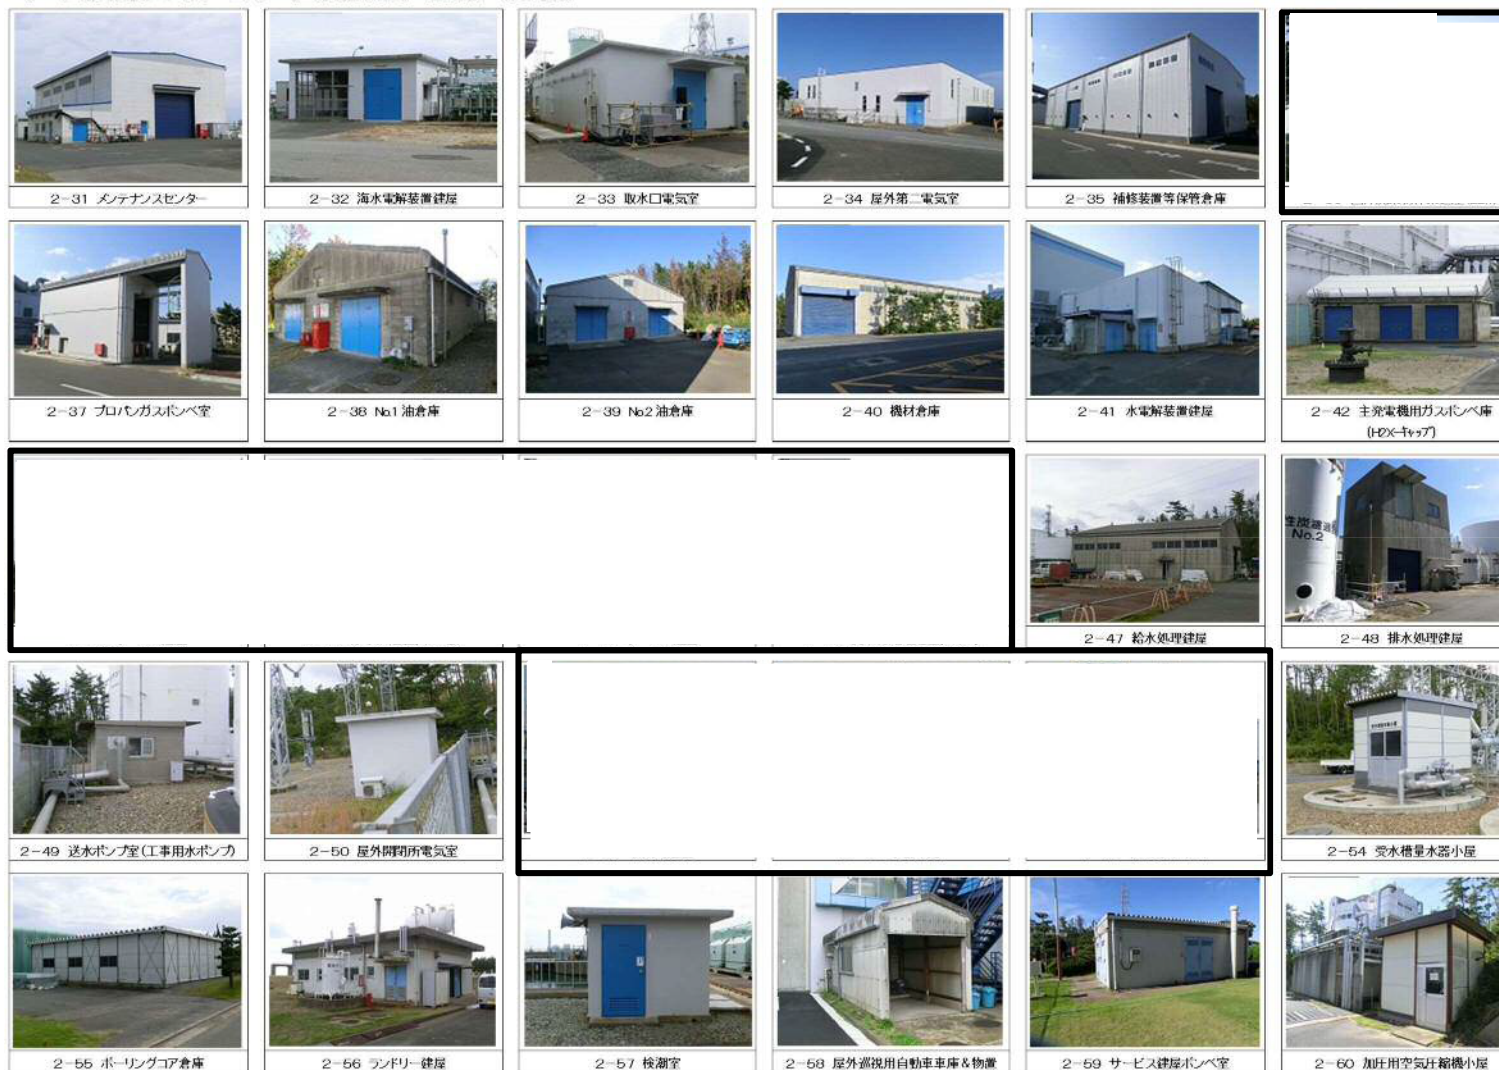 2-31 メンテナンスセンター
2-32 海水電解装置建屋
2-33 取水口電気室
2-34 屋外第二電気室
2-35 補修装置等保管倉庫
2-37 プロパンガスボンベ室
2-38 No.1油倉庫
2-39 No.2油倉庫
2-40 機材倉庫
2-41 水電解装置建屋
2-42 主発電機用ガスボンベ庫
(H2Xｰｷｬｯﾌﾟ)
No.2
2-47 給水処理建屋
2-48 排水処理建屋
2-49 送水ポンプ室(工事用水ポンプ)
2-50 屋外開閉所電気室
2-54 受水槽量水器小屋
2-55 ボーリングコア倉庫
2-56 ランドリー建屋
2-57 検潮室
2-58 屋外巡視用自動車車庫&物置
2-59 サービス建屋ボンベ室
2-60 加圧用空気圧縮機小屋